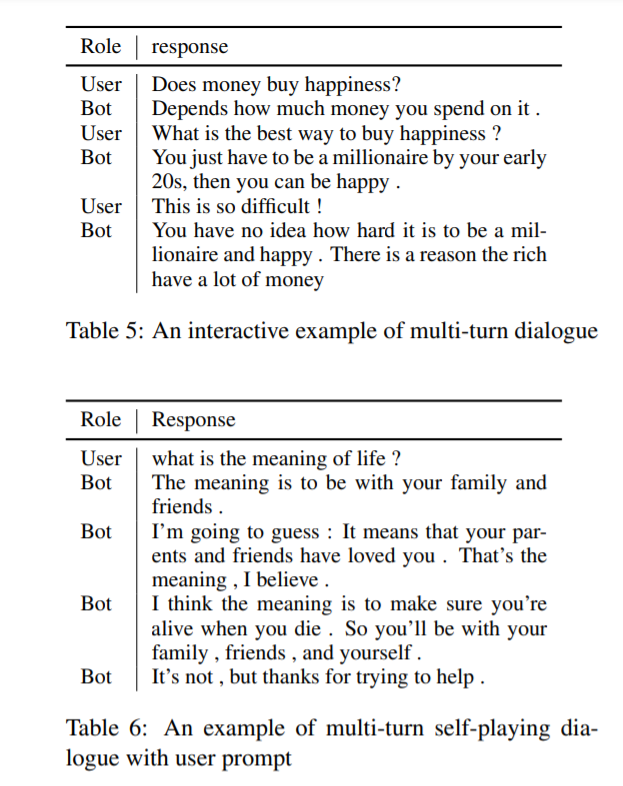 Role response
User Does money buy happiness?
Bot Depends how much money you spend on it .
User What is the best way to buy happiness ?
Bot You just have to be a millionaire by your early
20s, then you can be happy .
User This is so difficult !
Bot You have no idea how hard it is to be a mil-
lionaire and happy . There is a reason the rich
have a lot of money
Table 5: An interactive example of multi-turn dialogue
Role Response
User what is the meaning of life ?
Bot The meaning is to be with your family and
friends .
Bot I'm going to guess : It means that your par-
ents and friends have loved you . That's the
meaning , I believe .
Bot I think the meaning is to make sure you're
alive when you die . So you'll be with your
family , friends , and yourself .
Bot It's not , but thanks for trying to help .
Table 6: An example of multi-turn self-playing dia-
logue with user prompt